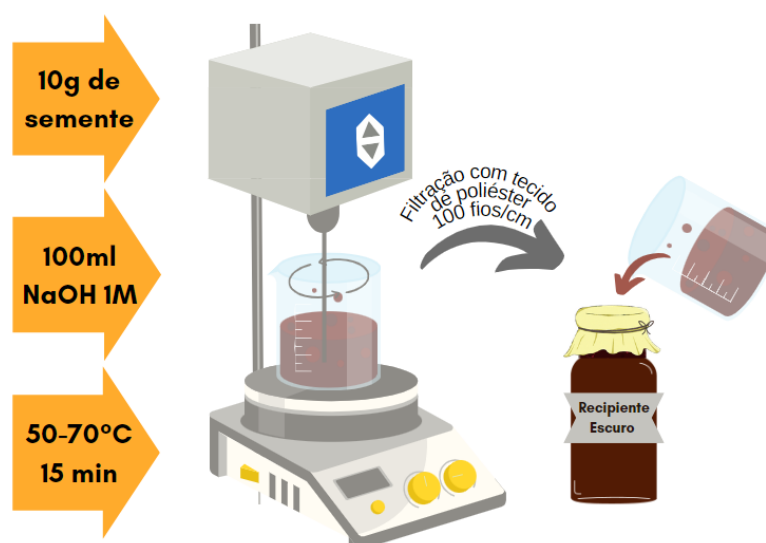 10g de
semente
100ml
NaOH 1M
50-70°C
15 min
Filtração com tecido
de poliéster
100 fios/cm
Recipiente
Escuro